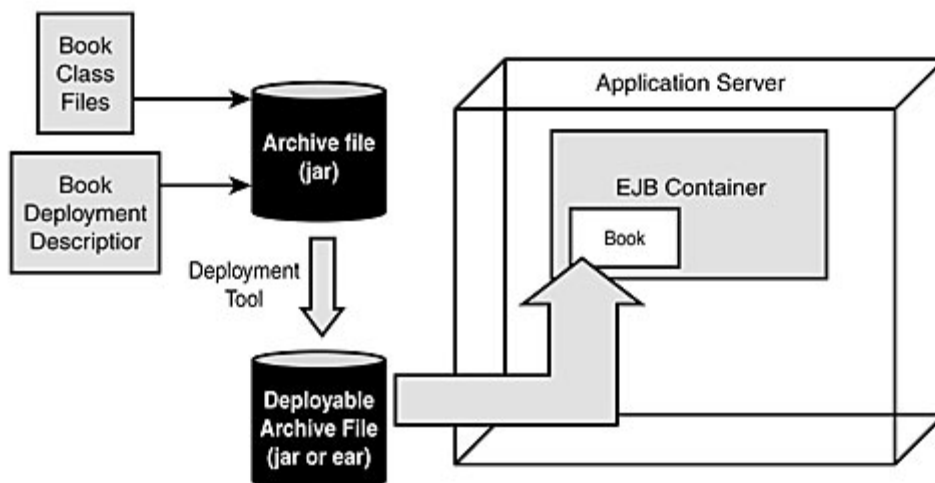 Book
Class
Files
Book
Deployment
Descriptior
Archive file
(jar)
Deployment
Tool
Deployable
Archive File
(jar or ear)
Application Server
EJB Container
Book